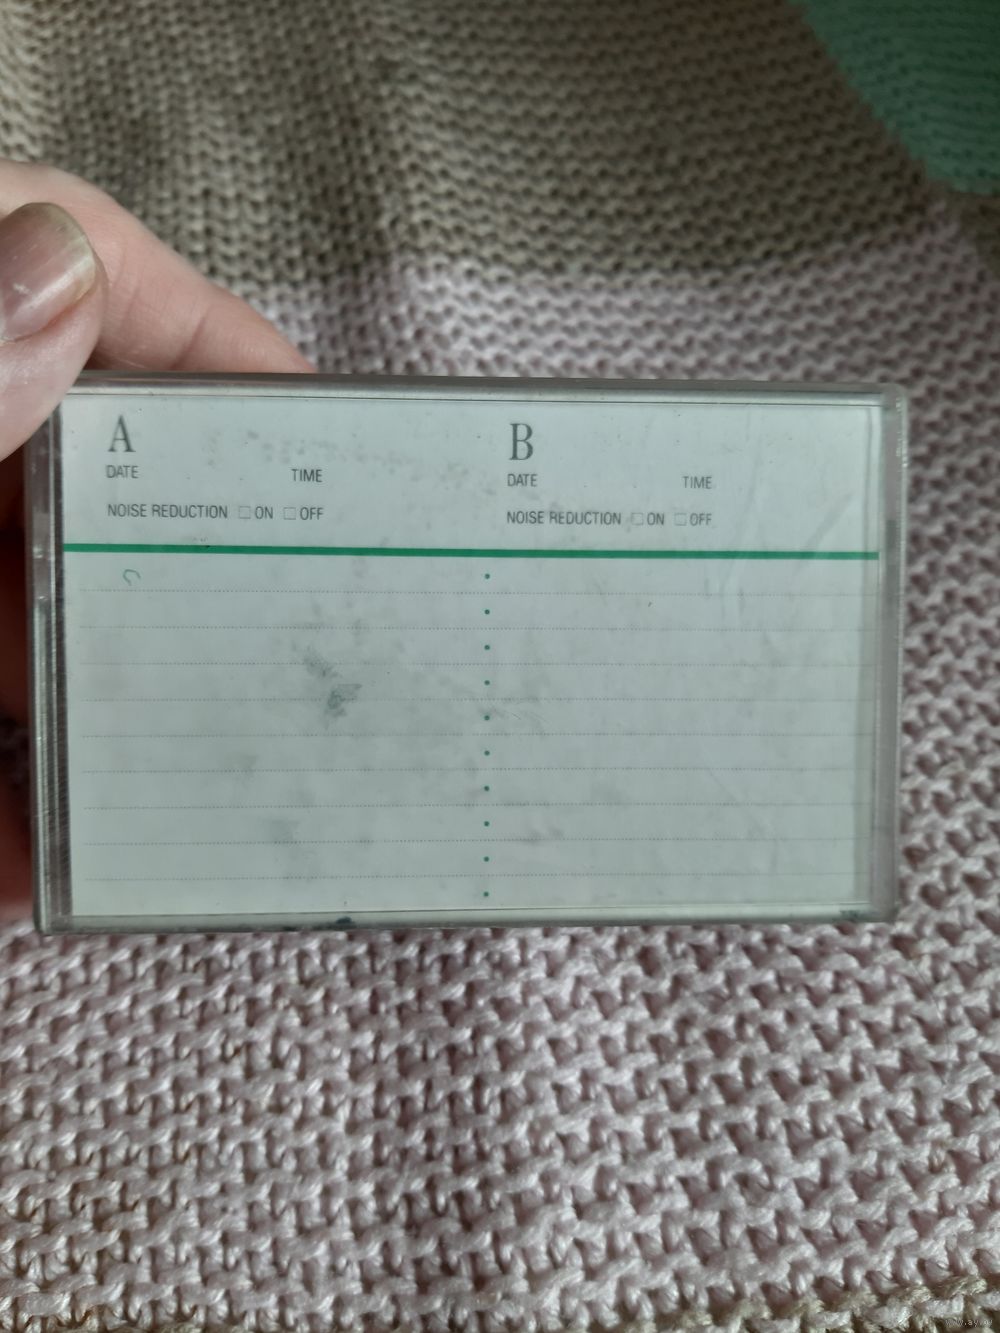 A B
DATE TIME DATE TIME
NOISE REDUCTION □ ON □ OFF NOISE REDUCTION □ ON □ OFF